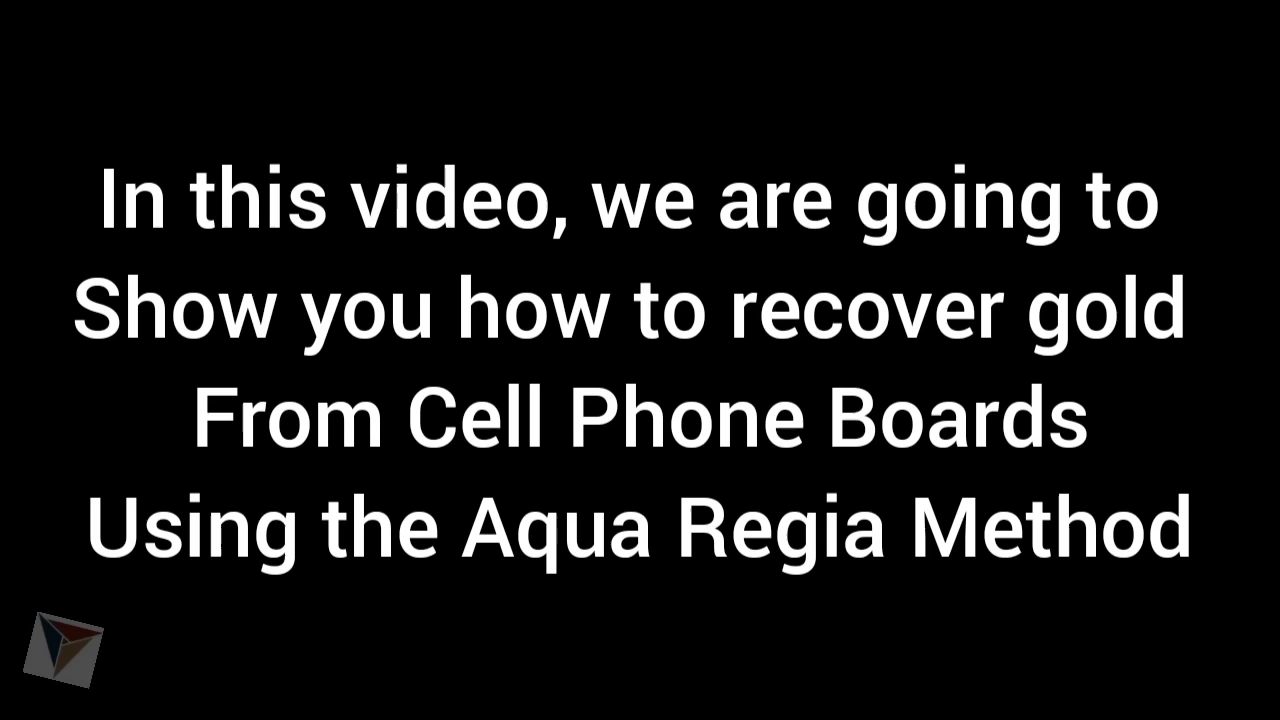 In this video, we are going to
Show you how to recover gold
From Cell Phone Boards
Using the Aqua Regia Method